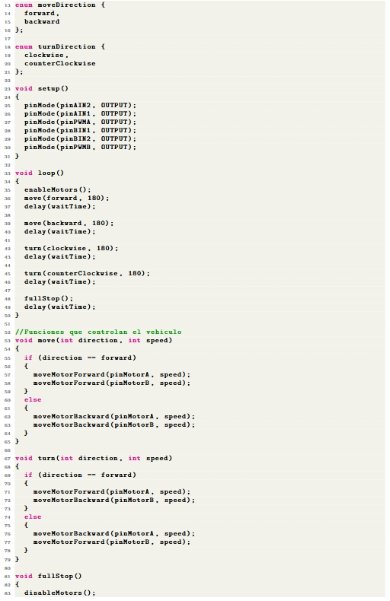 13 enum moveDirection {
14 forward,
15 backward
16 };
17
18 enum turnDirection {
19 clockwise,
20 counterClockwise
21 };
22
23 void setup()
24 {
25 pinMode(pinAIN2, OUTPUT);
26 pinMode(pinAIN1, OUTPUT);
27 pinMode(pinPWMA, OUTPUT);
28 pinMode(pinBIN1, OUTPUT);
29 pinMode(pinBIN2, OUTPUT);
30 pinMode(pinPWMB, OUTPUT);
31 }
32
33 void loop()
34 {
35 enableMotors();
36 move(forward, 180);
37 delay(waitTime);
38
39 move(backward, 180);
40 delay(waitTime);
41
42 turn(clockwise, 180);
43 delay(waitTime);
44
45 turn(counterClockwise, 180);
46 delay(waitTime);
47
48 fullStop();
49 delay(waitTime);
50 }
51
52 //Funciones que controlan el vehiculo
53 void move(int direction, int speed)
54 {
55 if (direction == forward)
56 {
57 moveMotorForward(pinMotorA, speed);
58 moveMotorForward(pinMotorB, speed);
59 }
60 else
61 {
62 moveMotorBackward(pinMotorA, speed);
63 moveMotorBackward(pinMotorB, speed);
64 }
65 }
66
67 void turn(int direction, int speed)
68 {
69 if (direction == forward)
70 {
71 moveMotorForward(pinMotorA, speed);
72 moveMotorBackward(pinMotorB, speed);
73 }
74 else
75 {
76 moveMotorBackward(pinMotorA, speed);
77 moveMotorForward(pinMotorB, speed);
78 }
79 }
80
81 void fullStop()
82 {
83 disableMotors();